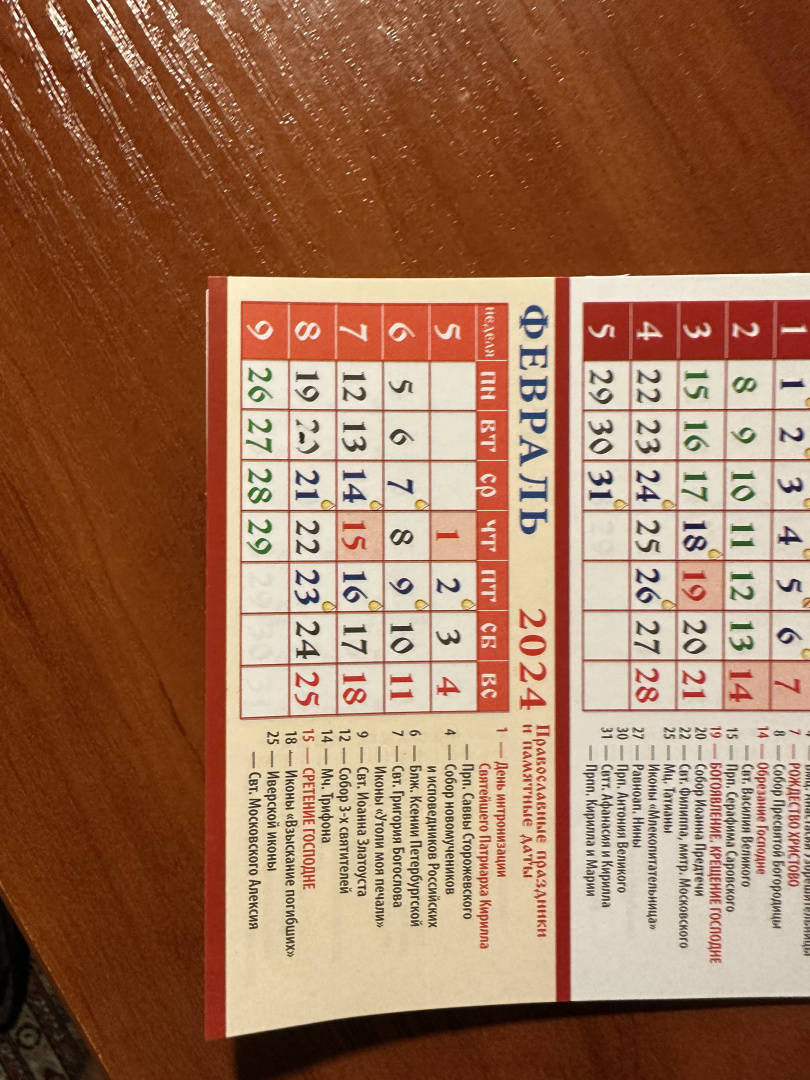 1 1 2 3 4 5 6 7
2 8 9 10 11 12 13 14
3 15 16 17 18 19 20 21
4 22 23 24 25 26 27 28
5 29 30 31
7 — РОЖДЕСТВО ХРИСТОВО
8 — Собор Пресвятой Богородицы
14 — Обрезание Господне
— Свт. Василия Великого
15 — Прп. Серафима Саровского
19 — БОГОЯВЛЕНИЕ. КРЕЩЕНИЕ ГОСПОДНЕ
20 — Собор Иоанна Предтечи
22 — Свт. Филиппа, митр. Московского
25 — Мц. Татианы
— Иконы «Млекопитательница»
27 — Равноап. Нины
30 — Прп. Антония Великого
31 — Свтт. Афанасия и Кирилла
— Прпп. Кирилла и Марии
ФЕВРАЛЬ 2024
неделя ПН ВТ СР ЧТ ПТ СБ ВС
5 1 2 3 4
6 5 6 7 8 9 10 11
7 12 13 14 15 16 17 18
8 19 20 21 22 23 24 25
9 26 27 28 29
Православные праздники
и памятные даты
1 — День интронизации
Святейшего Патриарха Кирилла
— Прп. Саввы Сторожевского
4 — Собор новомучеников
и исповедников Российских
6 — Блж. Ксении Петербургской
7 — Свт. Григория Богослова
— Иконы «Утоли моя печали»
9 — Свт. Иоанна Златоуста
12 — Собор 3-х святителей
14 — Мч. Трифона
15 — СРЕТЕНИЕ ГОСПОДНЕ
18 — Иконы «Взыскание погибших»
25 — Иверской иконы
— Свт. Московского Алексия